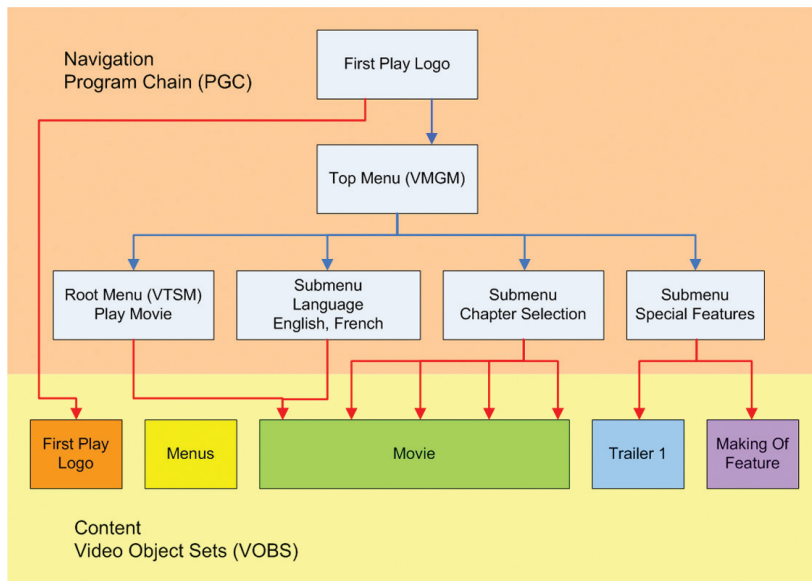 Navigation
Program Chain (PGC)
First Play Logo
Top Menu (VMGM)
Root Menu (VTSM)
Play Movie
Submenu
Language
English, French
Submenu
Chapter Selection
Submenu
Special Features
First Play
Logo
Menus
Movie
Trailer 1
Making Of
Feature
Content
Video Object Sets (VOBS)